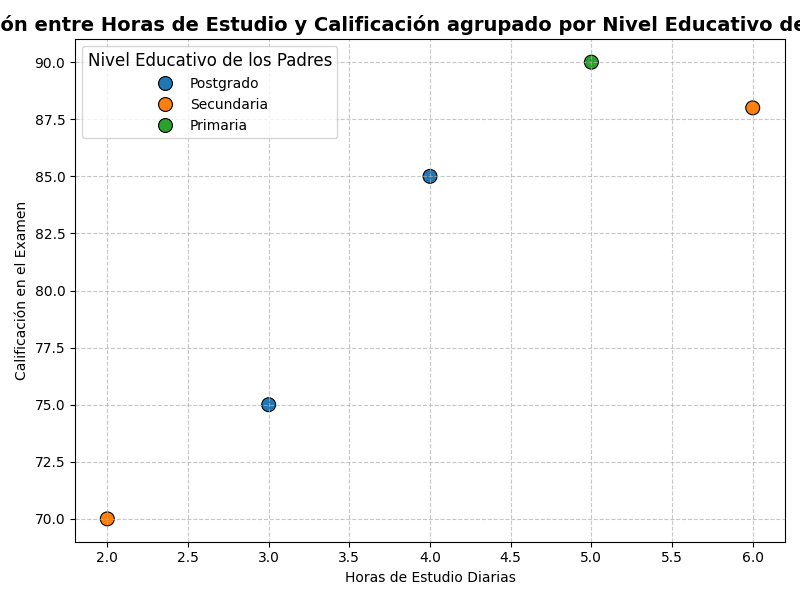 ón entre Horas de Estudio y Calificación agrupado por Nivel Educativo de
Nivel Educativo de los Padres
Postgrado
Secundaria
Primaria
90.0
87.5
85.0
82.5
80.0
77.5
75.0
72.5
70.0
Calificación en el Examen
2.0 2.5 3.0 3.5 4.0 4.5 5.0 5.5 6.0
Horas de Estudio Diarias